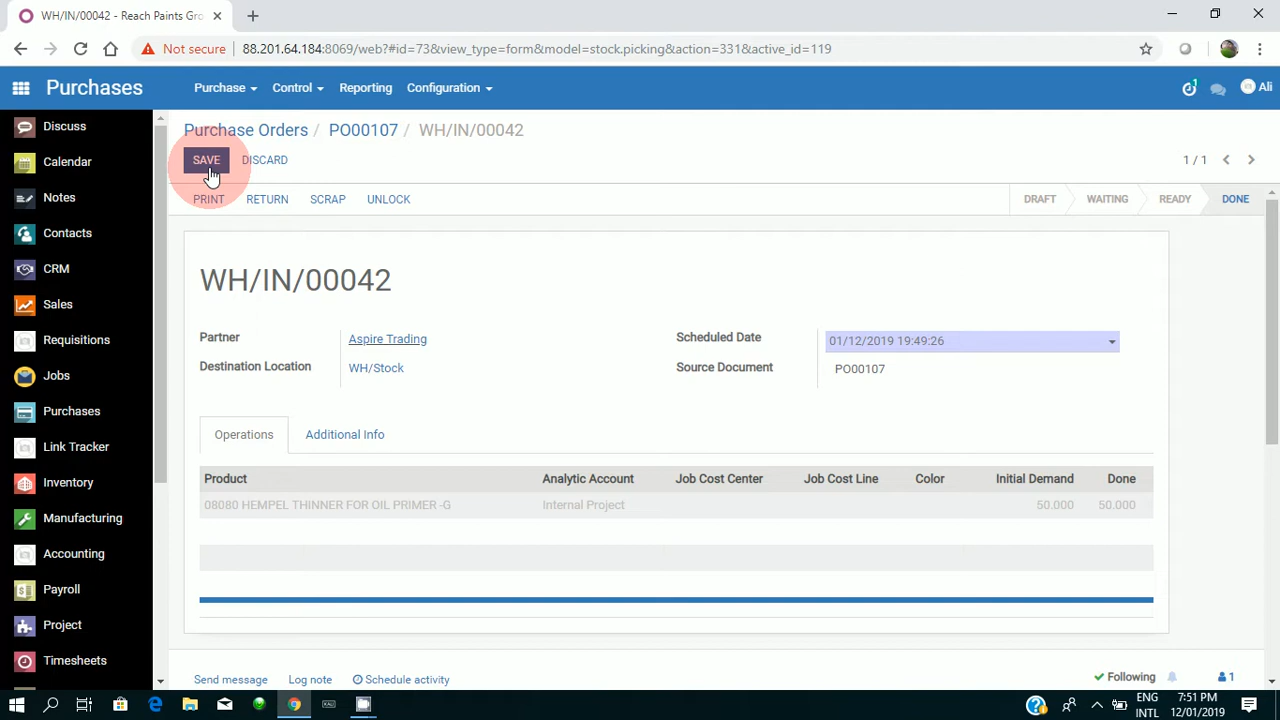 WH/IN/00042 - Reach Paints Gro
Not secure 88.201.64.184:8069/web?#id=73&view_type=form&model=stock.picking&action=331&active_id=119
Purchases Purchase Control Reporting Configuration 1 Ali
Discuss
Calendar
Notes
Contacts
CRM
Sales
Requisitions
Jobs
Purchases
Link Tracker
Inventory
Manufacturing
Accounting
Payroll
Project
Timesheets
Purchase Orders / PO00107 / WH/IN/00042
SAVE DISCARD 1 / 1
PRINT RETURN SCRAP UNLOCK DRAFT WAITING READY DONE
WH/IN/00042
Partner Aspire Trading Scheduled Date 01/12/2019 19:49:26
Destination Location WH/Stock Source Document PO00107
Operations Additional Info
Product Analytic Account Job Cost Center Job Cost Line Color Initial Demand Done
08080 HEMPEL THINNER FOR OIL PRIMER -G Internal Project 50.000 50.000
Send message Log note Schedule activity Following 1
ENG 7:51 PM
INTL 12/01/2019